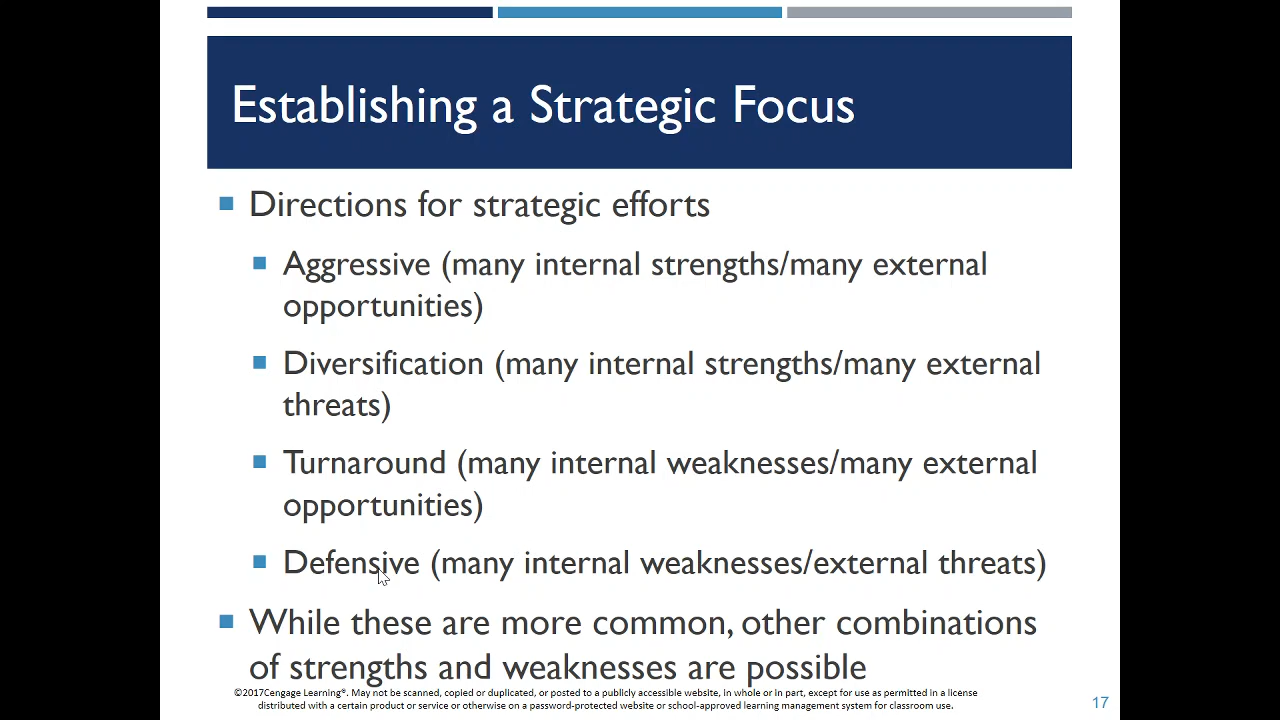 Establishing a Strategic Focus
Directions for strategic efforts
Aggressive (many internal strengths/many external
opportunities)
Diversification (many internal strengths/many external
threats)
Turnaround (many internal weaknesses/many external
opportunities)
Defensive (many internal weaknesses/external threats)
While these are more common, other combinations
of strengths and weaknesses are possible
©2017Cengage Learning®. May not be scanned, copied or duplicated, or posted to a publicly accessible website, in whole or in part, except for use as permitted in a license
distributed with a certain product or service or otherwise on a password-protected website or school-approved learning management system for classroom use.
17